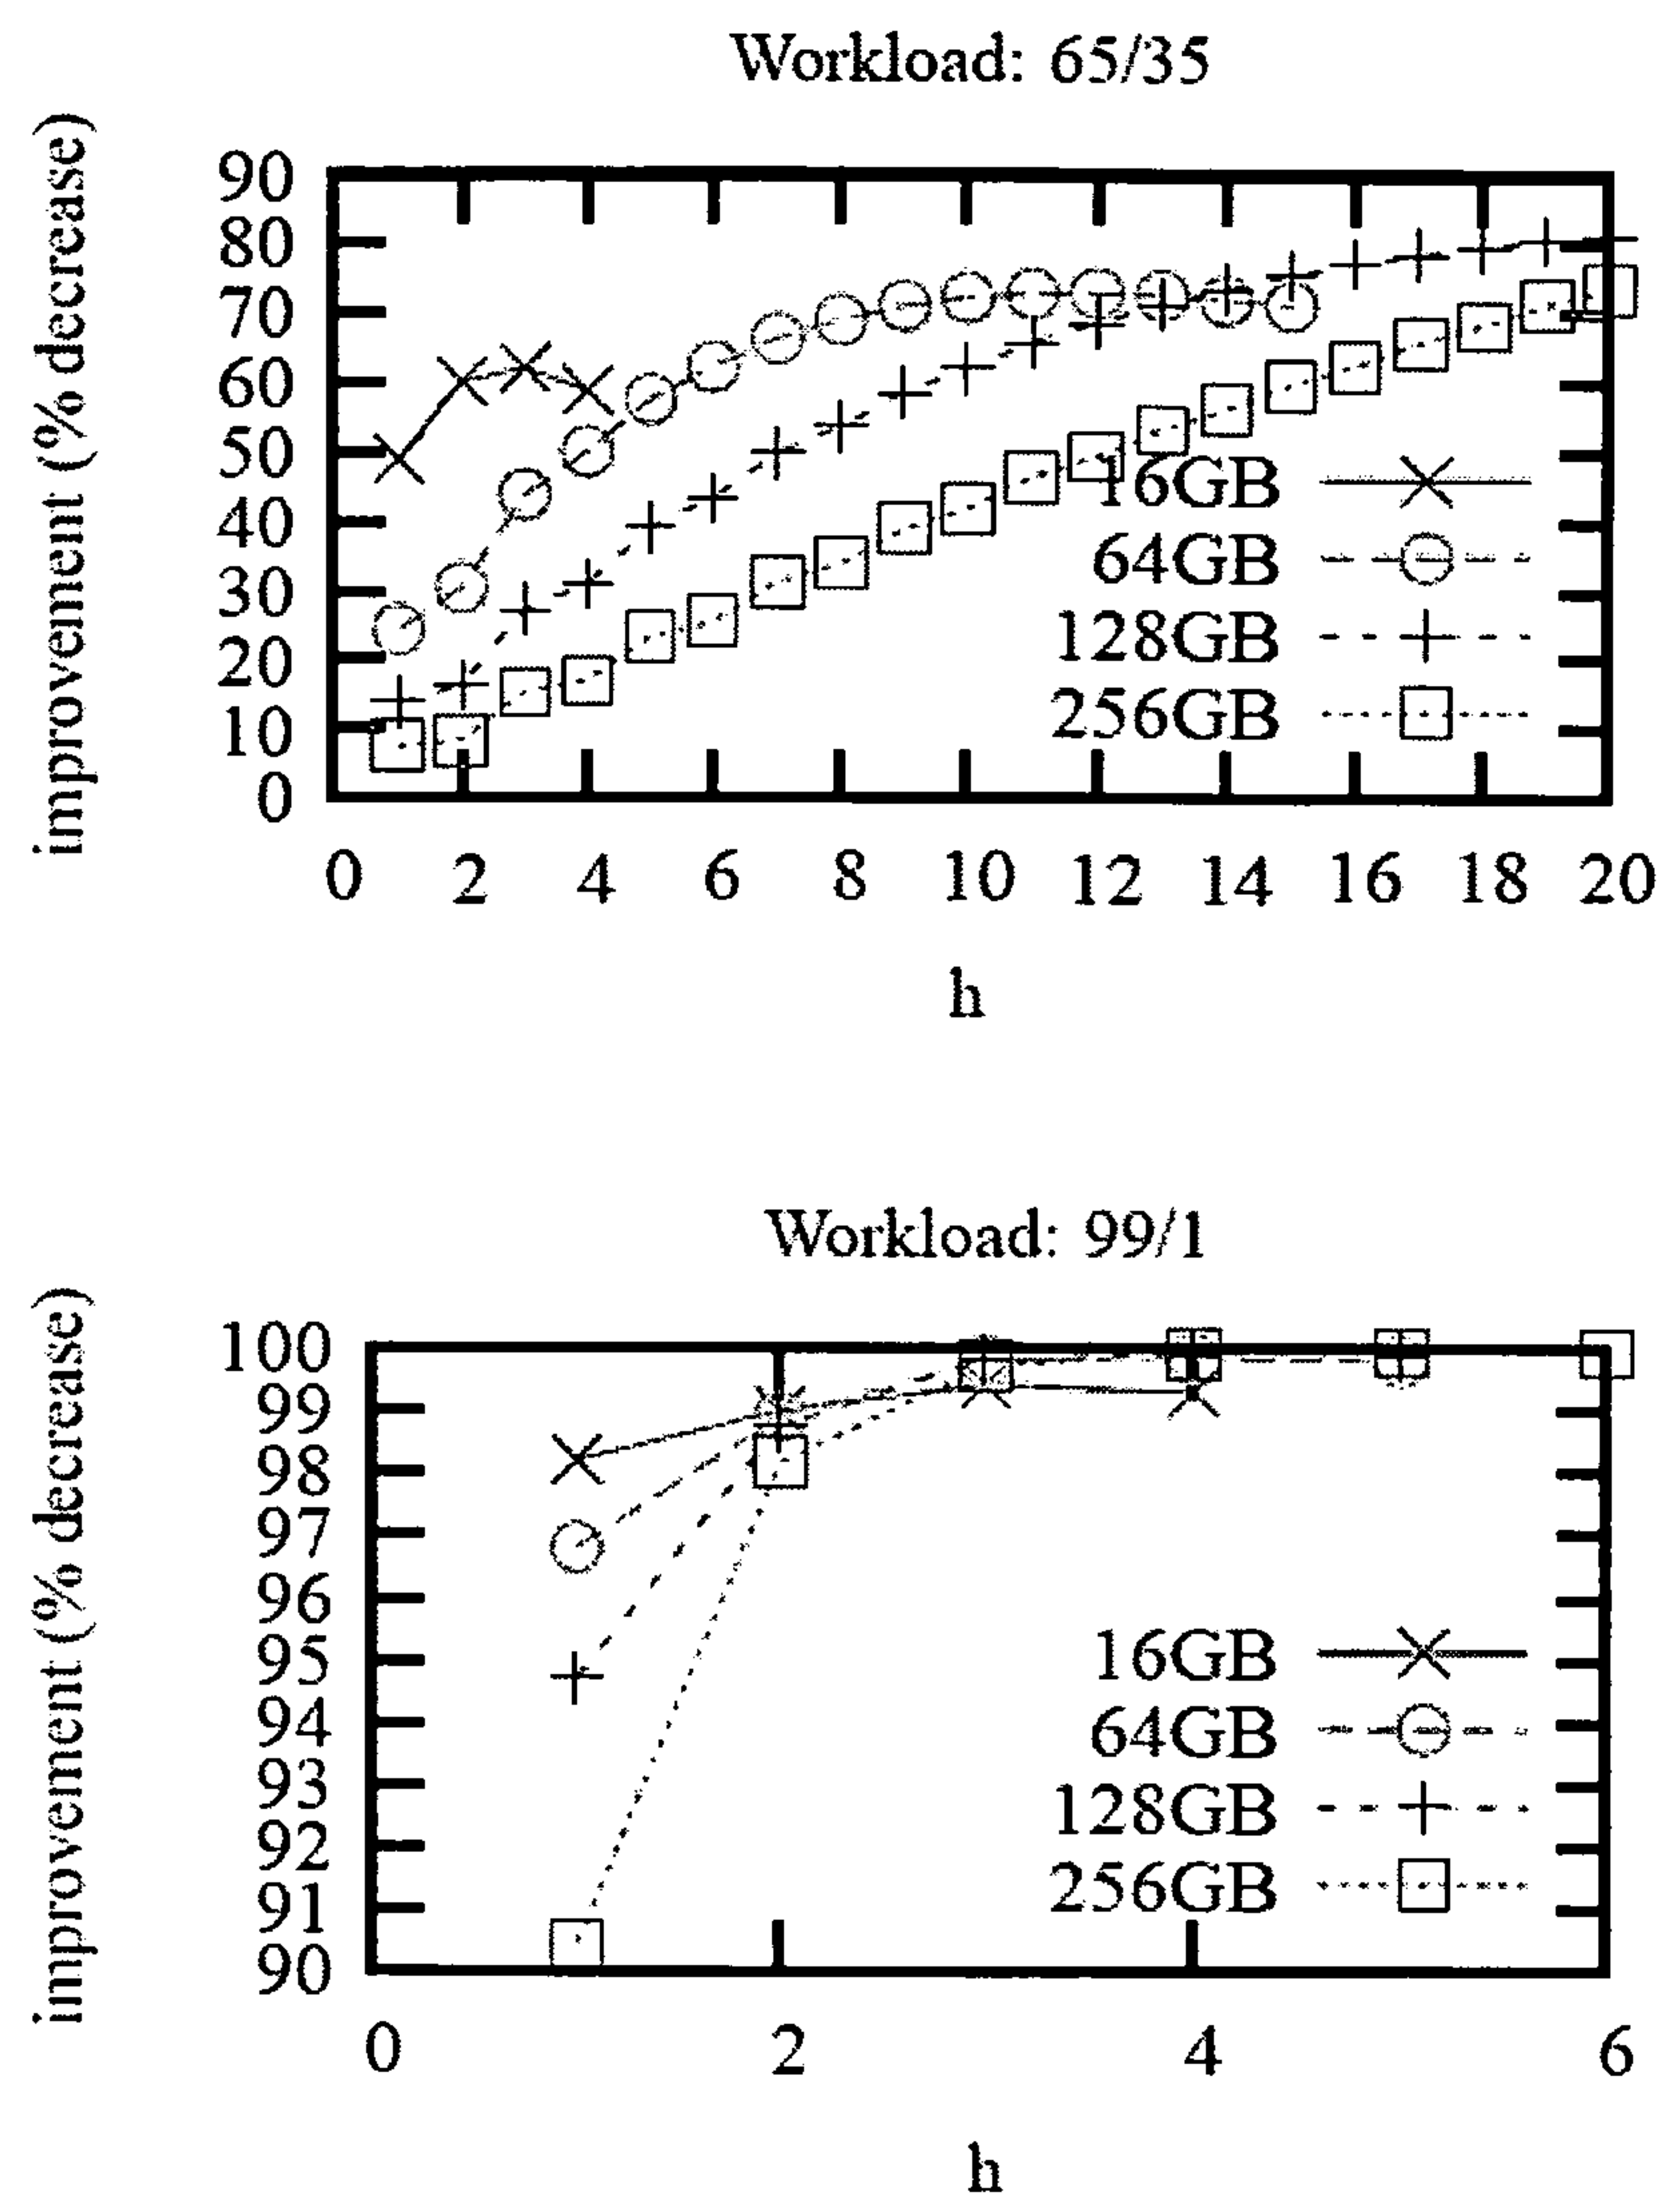 Workload: 65/35
improvement (% decrease)
90
80
70
60
50
40
30
20
10
0
16GB
64GB
128GB
256GB
0 2 4 6 8 10 12 14 16 18 20
h
Workload: 99/1
improvement (% decrease)
100
99
98
97
96
95
94
93
92
91
90
16GB
64GB
128GB
256GB
0 2 4 6
h